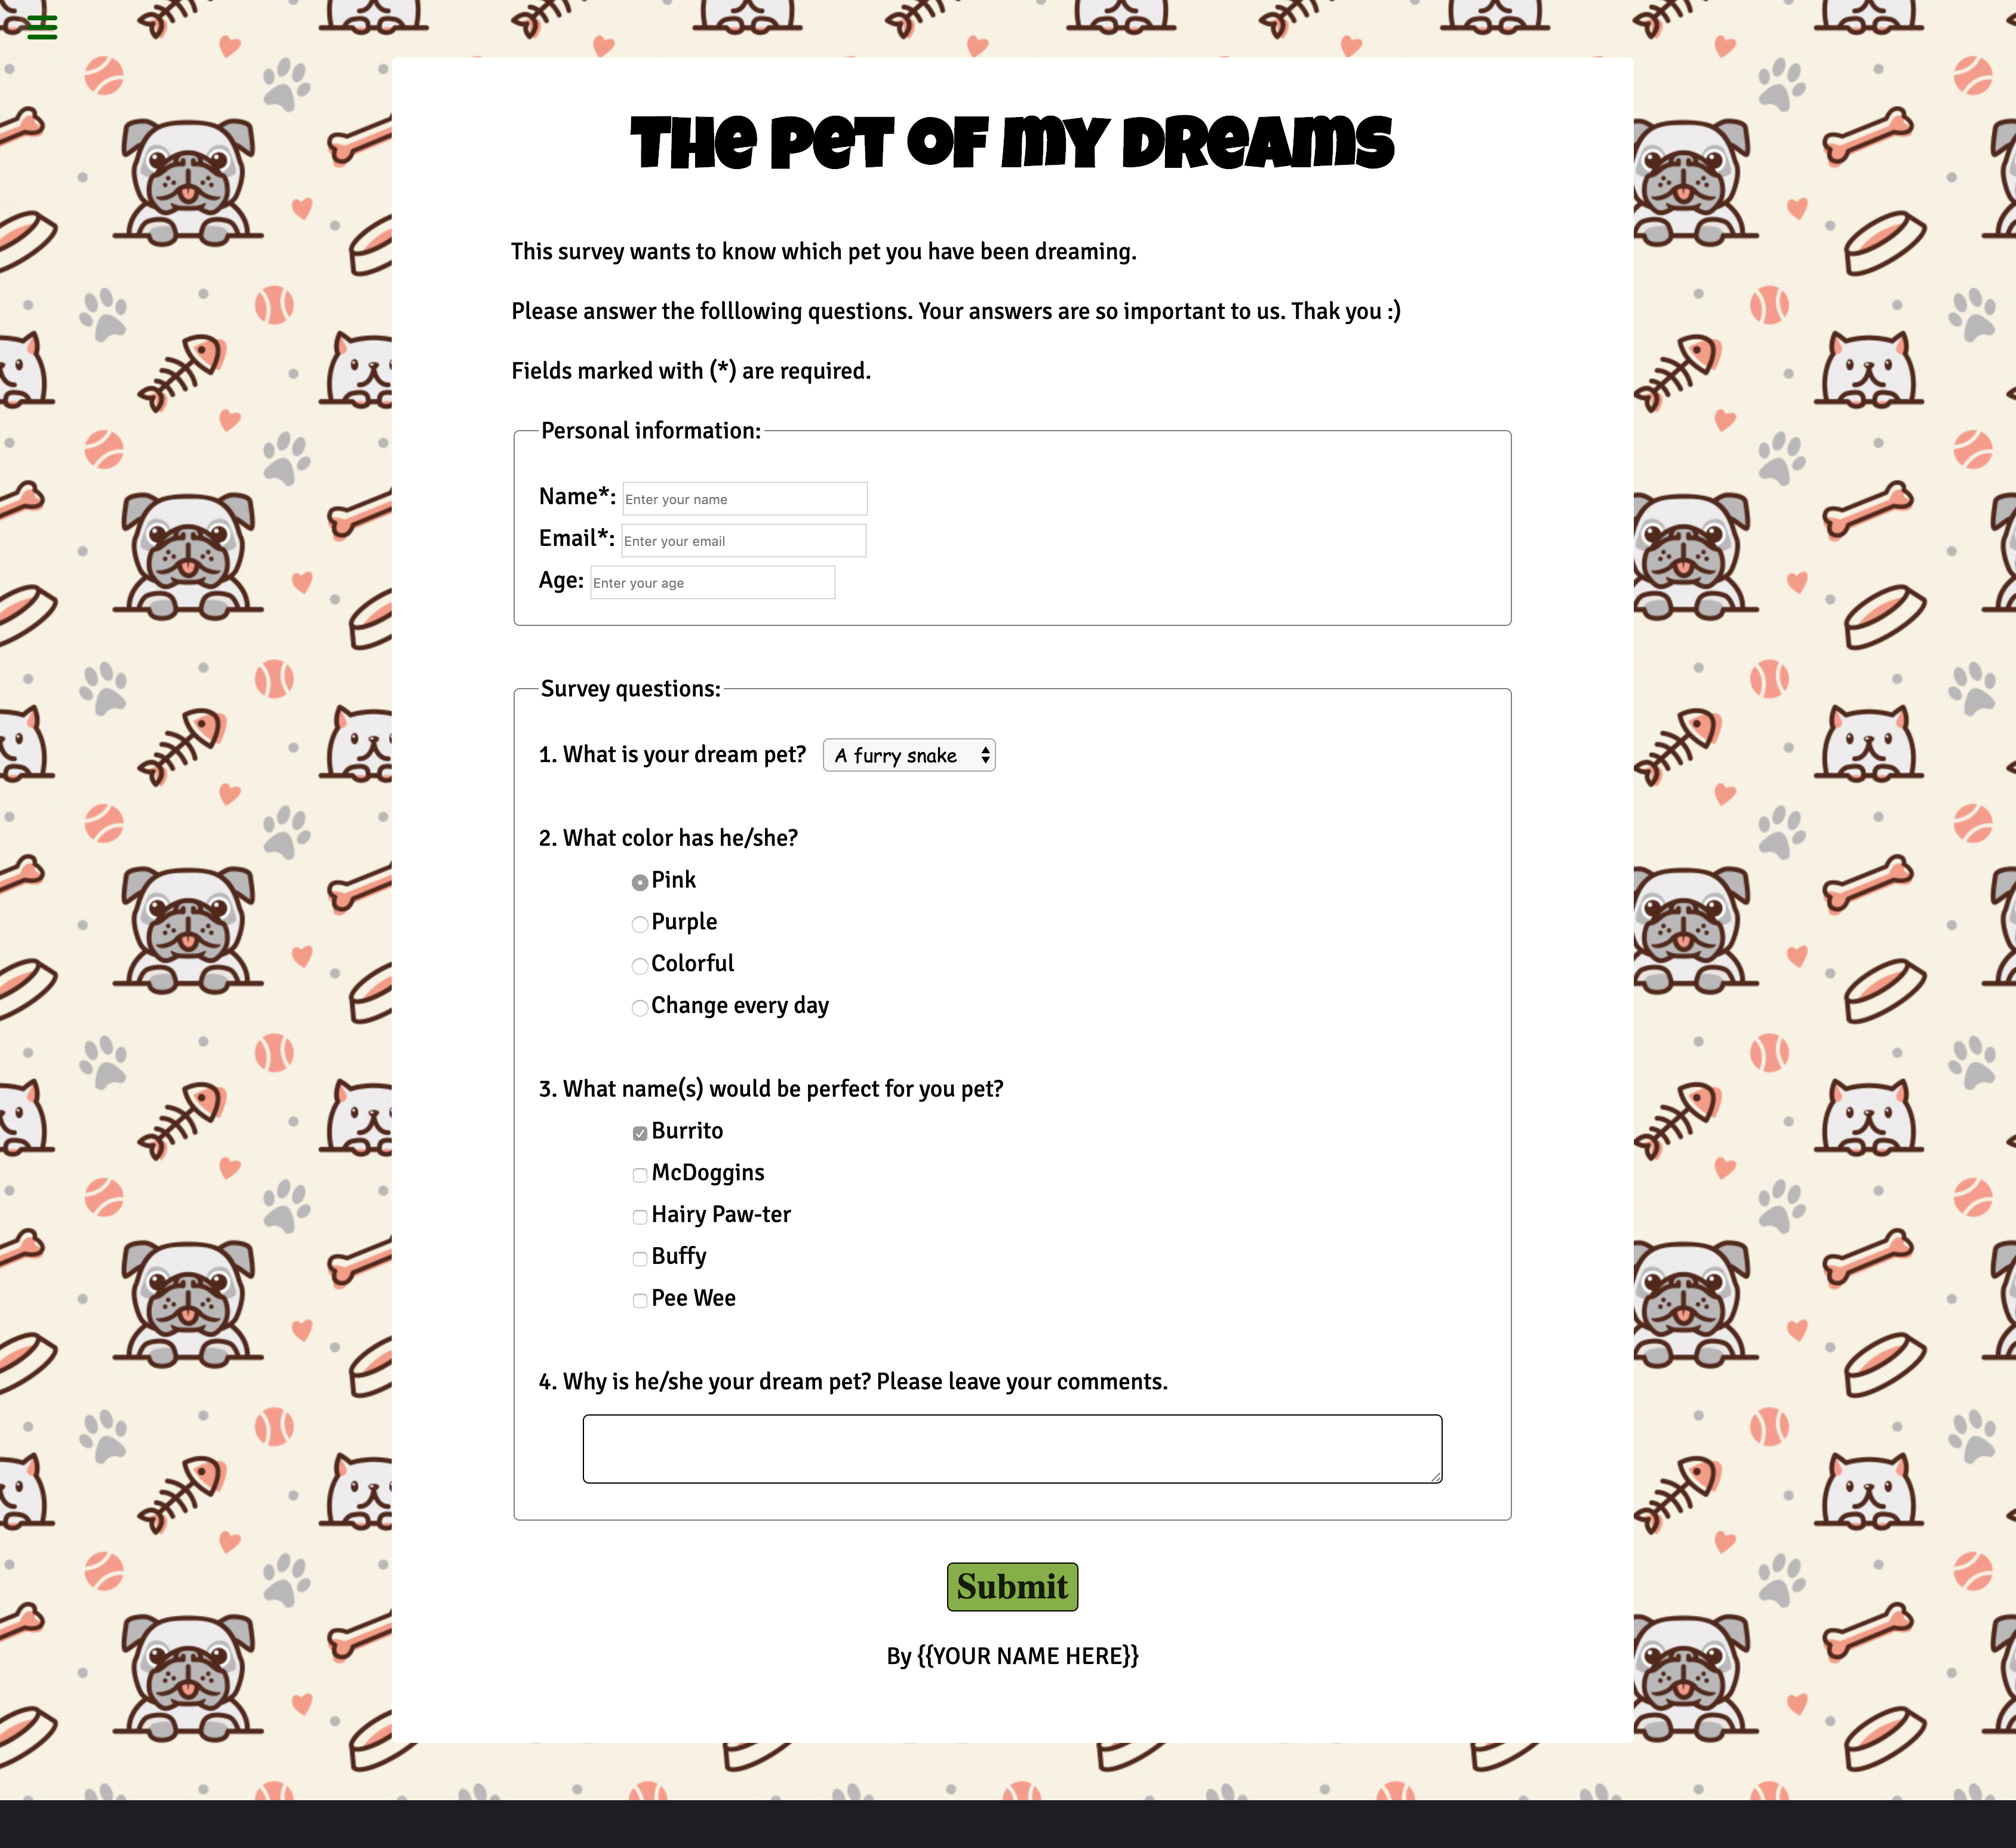 The Pet of My Dreams
This survey wants to know which pet you have been dreaming.
Please answer the folllowing questions. Your answers are so important to us. Thak you :)
Fields marked with (*) are required.
Personal information:
Name*: Enter your name
Email*: Enter your email
Age: Enter your age
Survey questions:
1. What is your dream pet? A furry snake
2. What color has he/she?
Pink
Purple
Colorful
Change every day
3. What name(s) would be perfect for you pet?
Burrito
McDoggins
Hairy Paw-ter
Buffy
Pee Wee
4. Why is he/she your dream pet? Please leave your comments.
Submit
By {{YOUR NAME HERE}}